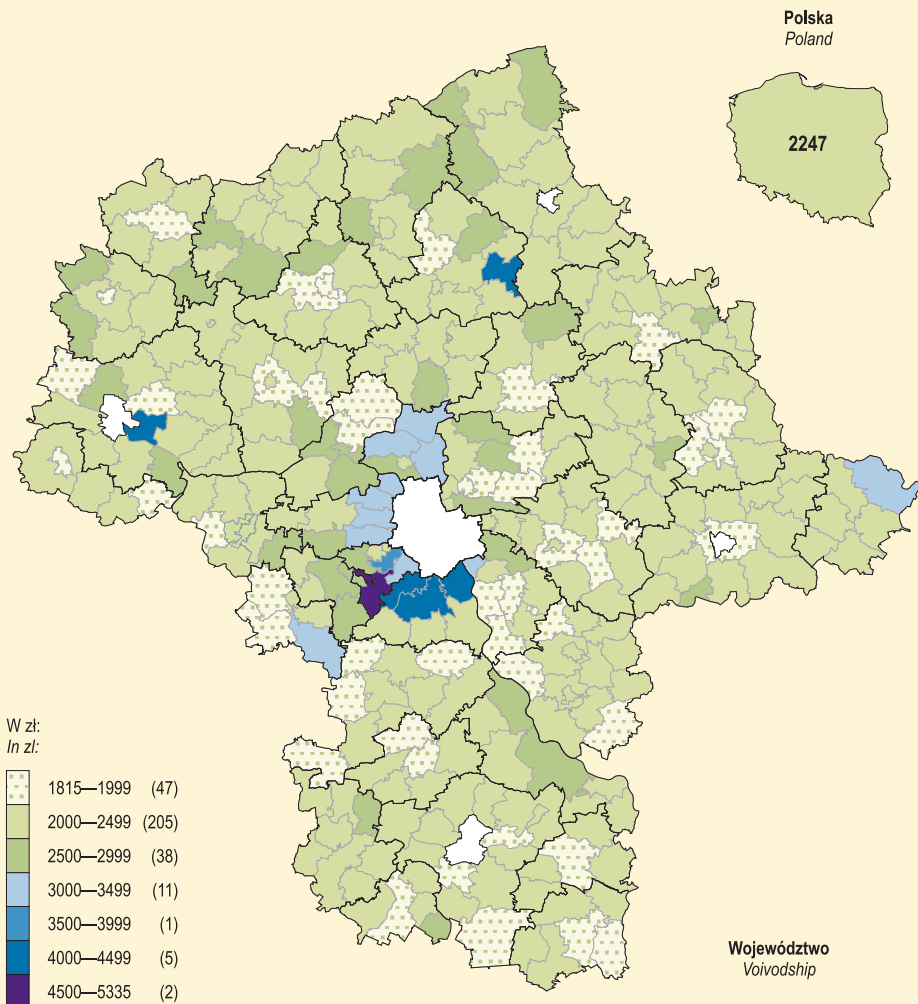 Polska
Poland
2247
W zł:
In zl:
1815—1999 (47)
2000—2499 (205)
2500—2999 (38)
3000—3499 (11)
3500—3999 (1)
4000—4499 (5)
4500—5335 (2)
Województwo
Voivodship